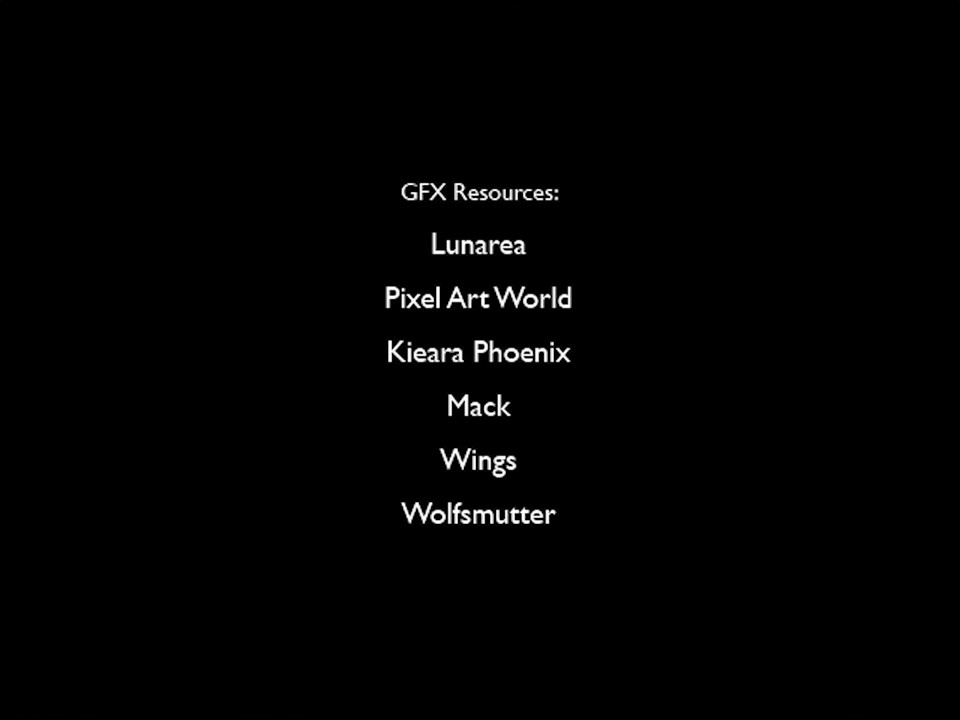 GFX Resources:
Lunarea
Pixel Art World
Kieara Phoenix
Mack
Wings
Wolfsmutter